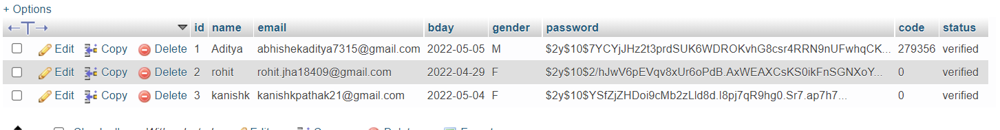 + Options
←T→ id name email bday gender password code status
Edit Copy Delete 1 Aditya abhishekaditya7315@gmail.com 2022-05-05 M $2y$10$7YCYjJHz2t3prdSUK6WDROKvhG8csr4RRN9nUFwhqCK... 279356 verified
Edit Copy Delete 2 rohit rohit.jha18409@gmail.com 2022-04-29 F $2y$10$2/hJwV6pEVqv8xUr6oPdB.AxWEAXCsKS0ikFnSGNXoY... 0 verified
Edit Copy Delete 3 kanishk kanishkpathak21@gmail.com 2022-05-04 F $2y$10$YSfZjZHDoi9cMb2zLld8d.l8pj7qR9hg0.Sr7.ap7h7... 0 verified